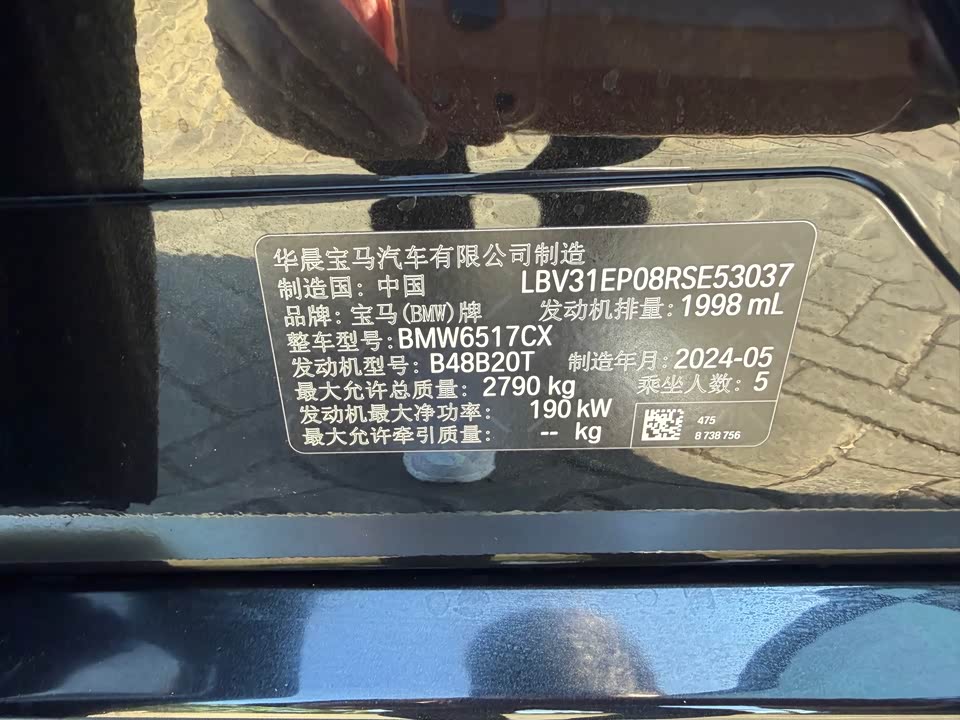 华晨宝马汽车有限公司制造
制造国：中国 LBV31EP08RSE53037
品牌：宝马(BMW)牌 发动机排量：1998 mL
整车型号：BMW6517CX
发动机型号：B48B20T 制造年月：2024-05
最大允许总质量：2790 kg 乘坐人数：5
发动机最大净功率：190 kW
最大允许牵引质量：-- kg
475
8 738 756